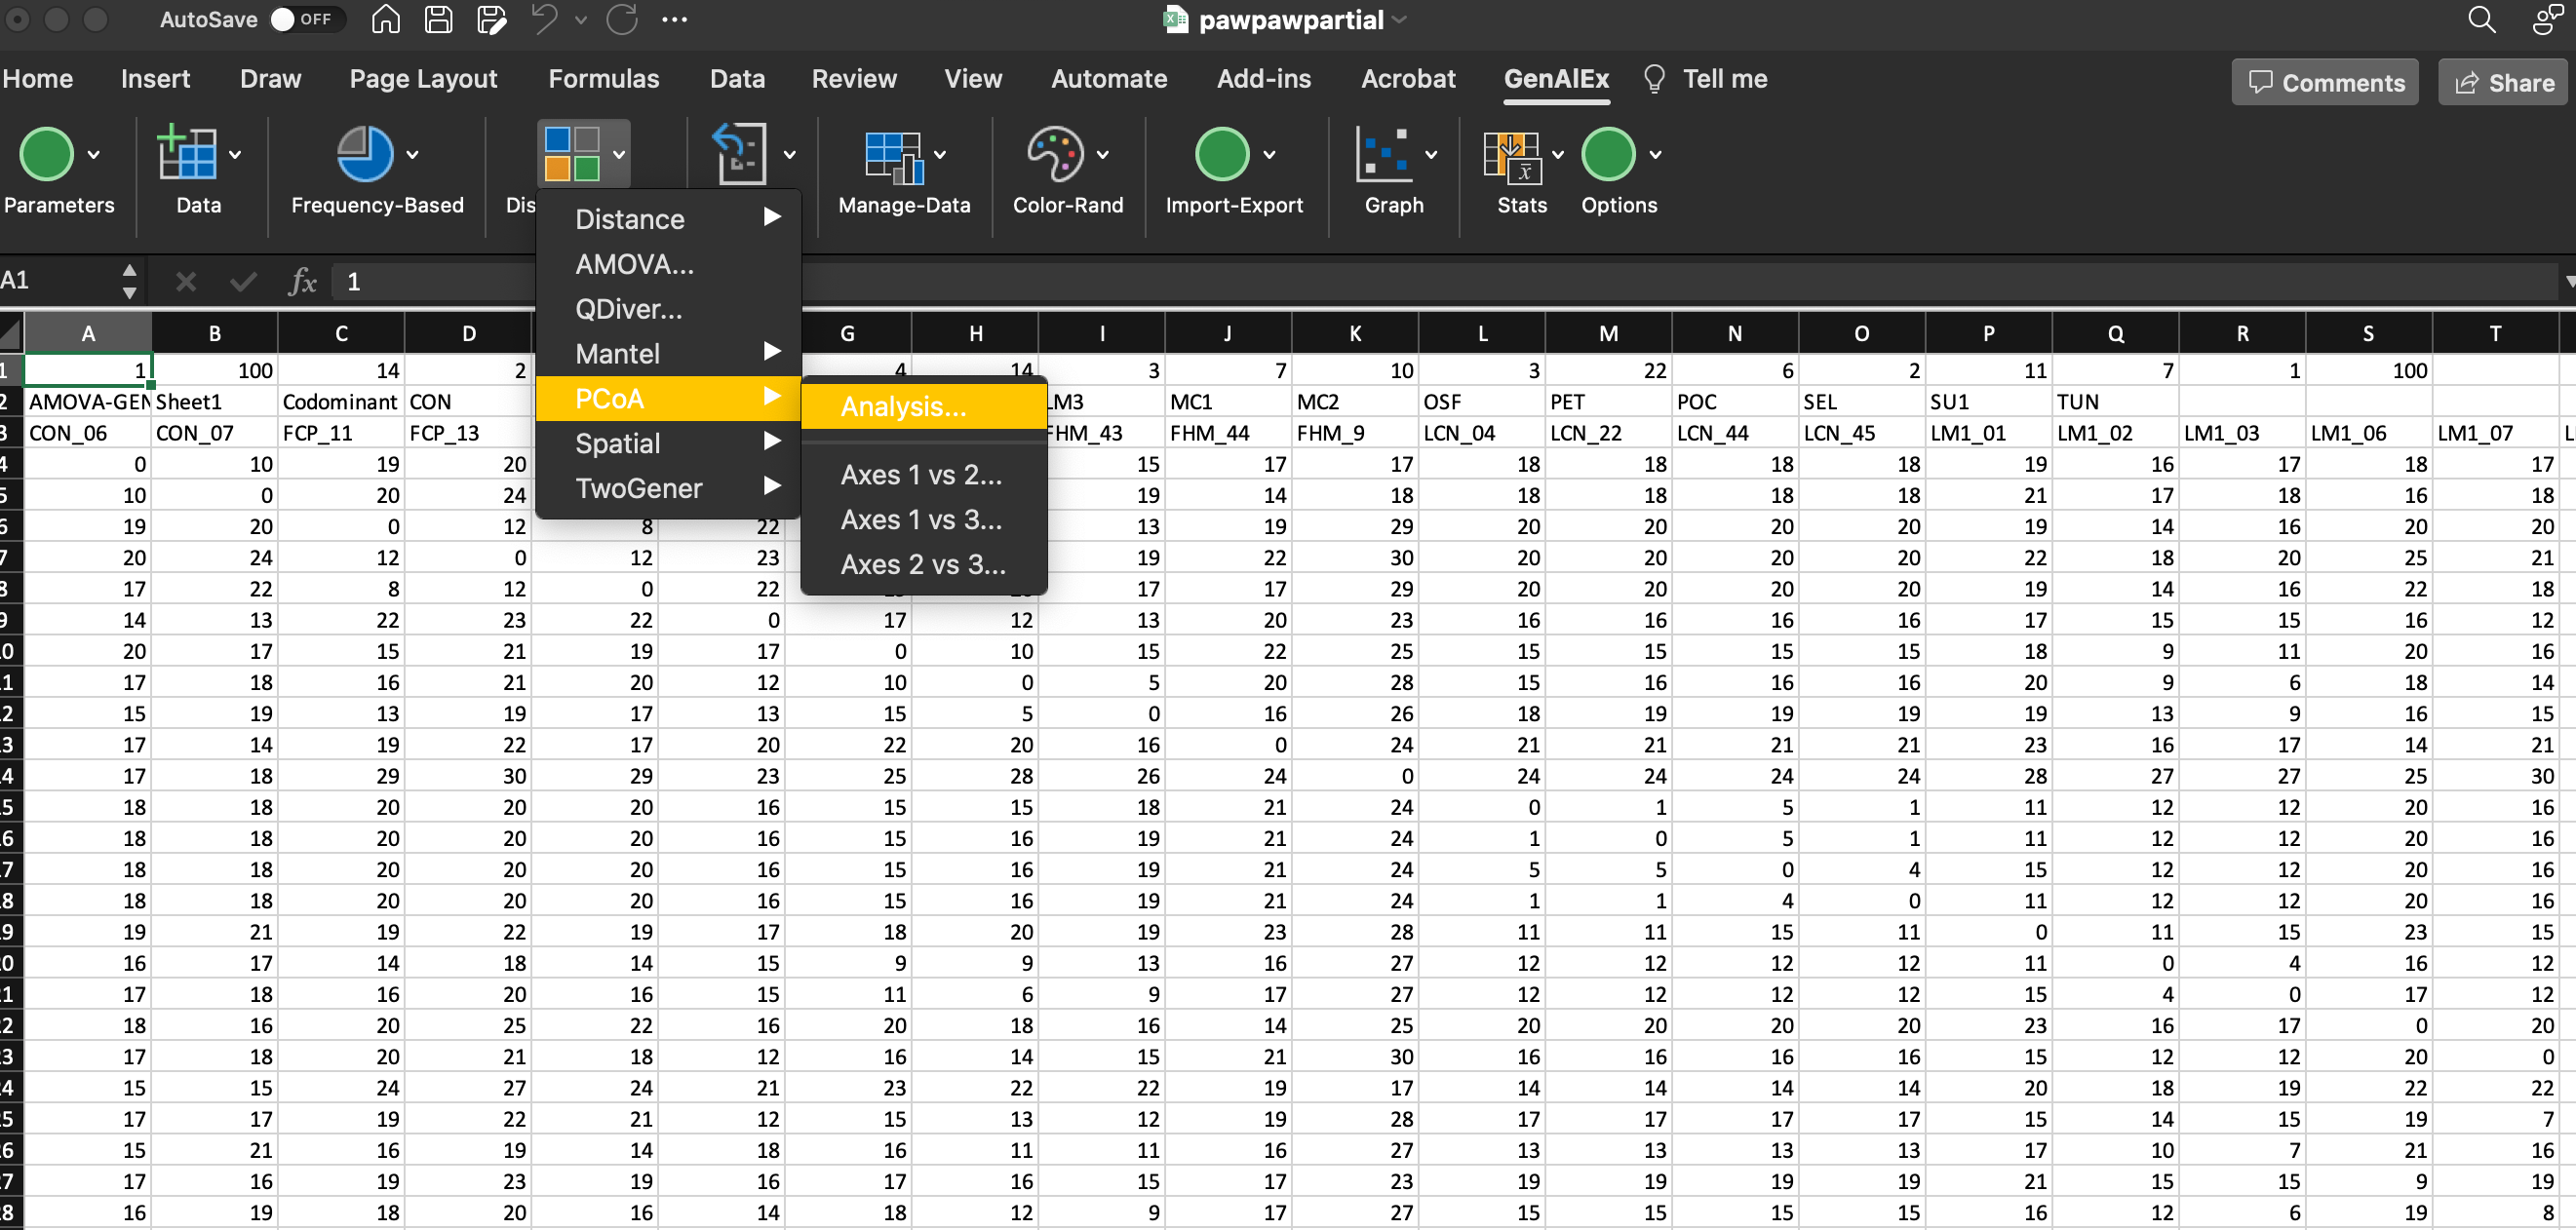 AutoSave OFF pawpawpartial
Home Insert Draw Page Layout Formulas Data Review View Automate Add-ins Acrobat GenAlEx Tell me Comments Share
Parameters Data Frequency-Based Dis Manage-Data Color-Rand Import-Export Graph Stats Options
Distance
AMOVA...
QDiver...
Mantel
PCoA
Spatial
TwoGener
Analysis...
Axes 1 vs 2...
Axes 1 vs 3...
Axes 2 vs 3...
A1 fx 1
A B C D G H I J K L M N O P Q R S T
1 1 100 14 2 4 14 3 7 10 3 22 6 2 11 7 1 100
2 AMOVA-GEN Sheet1 Codominant CON LM3 MC1 MC2 OSF PET POC SEL SU1 TUN
3 CON_06 CON_07 FCP_11 FCP_13 FHM_43 FHM_44 FHM_9 LCN_04 LCN_22 LCN_44 LCN_45 LM1_01 LM1_02 LM1_03 LM1_06 LM1_07
4 0 10 19 20 15 17 17 18 18 18 18 19 16 17 18 17
5 10 0 20 24 19 14 18 18 18 18 18 21 17 18 16 18
6 19 20 0 12 8 22 13 19 29 20 20 20 20 19 14 16 20 20
7 20 24 12 0 12 23 19 22 30 20 20 20 20 22 18 20 25 21
8 17 22 8 12 0 22 17 17 29 20 20 20 20 19 14 16 22 18
9 14 13 22 23 22 0 17 12 13 20 23 16 16 16 16 17 15 15 16 12
0 20 17 15 21 19 17 0 10 15 22 25 15 15 15 15 18 9 11 20 16
1 17 18 16 21 20 12 10 0 5 20 28 15 16 16 16 20 9 6 18 14
2 15 19 13 19 17 13 15 5 0 16 26 18 19 19 19 19 13 9 16 15
3 17 14 19 22 17 20 22 20 16 0 24 21 21 21 21 23 16 17 14 21
4 17 18 29 30 29 23 25 28 26 24 0 24 24 24 24 28 27 27 25 30
5 18 18 20 20 20 16 15 15 18 21 24 0 1 5 1 11 12 12 20 16
6 18 18 20 20 20 16 15 16 19 21 24 1 0 5 1 11 12 12 20 16
7 18 18 20 20 20 16 15 16 19 21 24 5 5 0 4 15 12 12 20 16
8 18 18 20 20 20 16 15 16 19 21 24 1 1 4 0 11 12 12 20 16
9 19 21 19 22 19 17 18 20 19 23 28 11 11 15 11 0 11 15 23 15
0 16 17 14 18 14 15 9 9 13 16 27 12 12 12 12 11 0 4 16 12
1 17 18 16 20 16 15 11 6 9 17 27 12 12 12 12 15 4 0 17 12
2 18 16 20 25 22 16 20 18 16 14 25 20 20 20 20 23 16 17 0 20
3 17 18 20 21 18 12 16 14 15 21 30 16 16 16 16 15 12 12 20 0
4 15 15 24 27 24 21 23 22 22 19 17 14 14 14 14 20 18 19 22 22
5 17 17 19 22 21 12 15 13 12 19 28 17 17 17 17 15 14 15 19 7
6 15 21 16 19 14 18 16 11 11 16 27 13 13 13 13 17 10 7 21 16
7 17 16 19 23 19 16 17 16 15 17 23 19 19 19 19 21 15 15 9 19
8 16 19 18 20 16 14 18 12 9 17 27 15 15 15 15 16 12 6 19 8